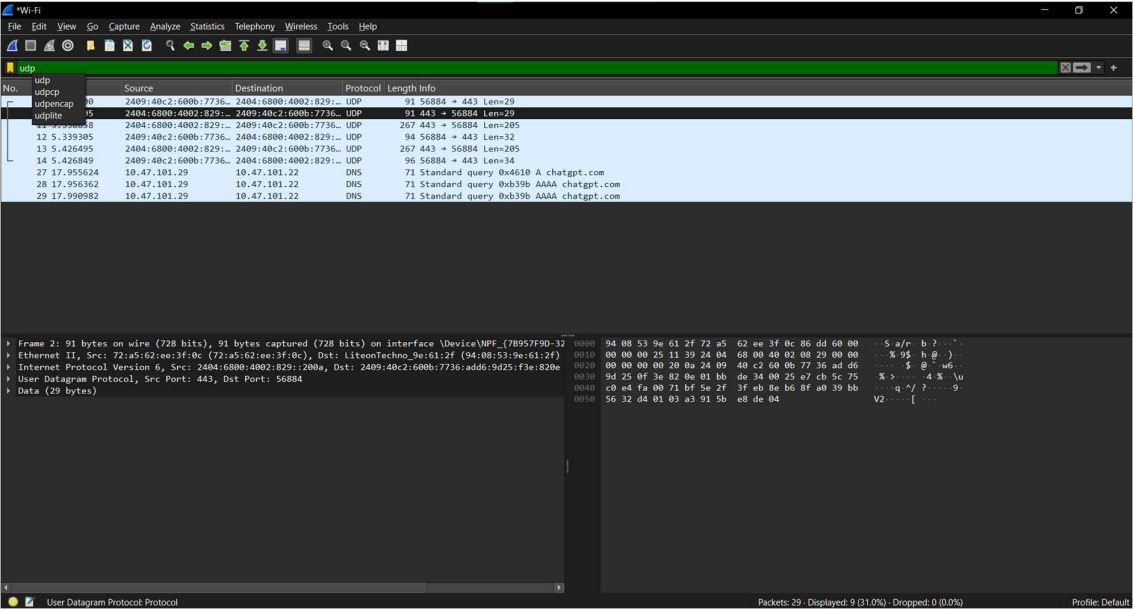 *Wi-Fi
File Edit View Go Capture Analyze Statistics Telephony Wireless Tools Help
udp
udp
udpcp
udpencap
udplite
No. Source Destination Protocol Length Info
2409:40c2:600b:7736… 2404:6800:4002:829:… UDP 91 56884 → 443 Len=29
2404:6800:4002:829:… 2409:40c2:600b:7736… UDP 91 443 → 56884 Len=29
2404:6800:4002:829:… 2409:40c2:600b:7736… UDP 267 443 → 56884 Len=205
12 5.339305 2409:40c2:600b:7736… 2404:6800:4002:829:… UDP 94 56884 → 443 Len=32
13 5.426495 2404:6800:4002:829:… 2409:40c2:600b:7736… UDP 267 443 → 56884 Len=205
14 5.426849 2409:40c2:600b:7736… 2404:6800:4002:829:… UDP 96 56884 → 443 Len=34
27 17.955624 10.47.101.29 10.47.101.22 DNS 71 Standard query 0x4610 A chatgpt.com
28 17.956362 10.47.101.29 10.47.101.22 DNS 71 Standard query 0xb39b AAAA chatgpt.com
29 17.990982 10.47.101.29 10.47.101.22 DNS 71 Standard query 0xb39b AAAA chatgpt.com
Frame 2: 91 bytes on wire (728 bits), 91 bytes captured (728 bits) on interface \Device\NPF_{7B957F9D-32
Ethernet II, Src: 72:a5:62:ee:3f:0c (72:a5:62:ee:3f:0c), Dst: LiteonTechno_9e:61:2f (94:08:53:9e:61:2f)
Internet Protocol Version 6, Src: 2404:6800:4002:829::200a, Dst: 2409:40c2:600b:7736:add6:9d25:f3e:820e
User Datagram Protocol, Src Port: 443, Dst Port: 56884
Data (29 bytes)
0000 94 08 53 9e 61 2f 72 a5 62 ee 3f 0c 86 dd 60 00 ··S·a/r· b·?···`·
0010 00 00 00 25 11 39 24 04 68 00 40 02 08 29 00 00 ···%·9$· h·@··)··
0020 00 00 00 00 20 0a 24 09 40 c2 60 0b 77 36 ad d6 ···· ·$· @·`·w6··
0030 9d 25 0f 3e 82 0e 01 bb de 34 00 25 e7 cb 5c 75 ·%·>···· ·4·%··\u
0040 c0 e4 fa 00 71 bf 5e 2f 3f eb 8e b6 8f a0 39 bb ····q·^/ ?·····9·
0050 56 32 d4 01 03 a3 91 5b e8 de 04 V2·····[ ···
User Datagram Protocol: Protocol
Packets: 29 · Displayed: 9 (31.0%) · Dropped: 0 (0.0%)
Profile: Default